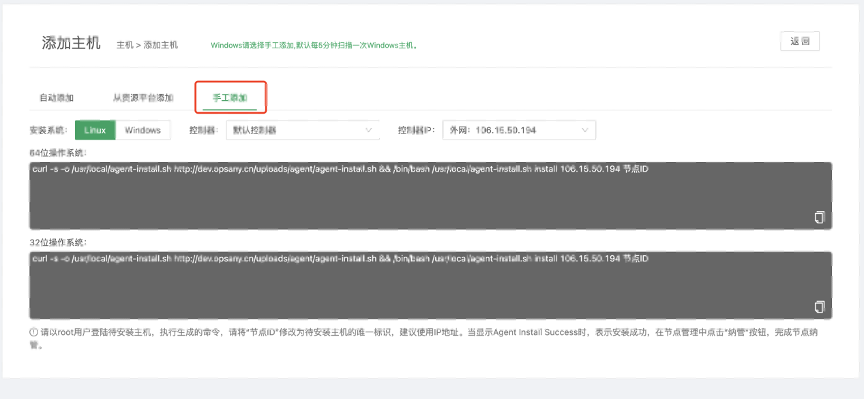 添加主机 主机 > 添加主机 Windows请选择手工添加,默认每5分钟扫描一次Windows主机。 返回
自动添加 从资源平台添加 手工添加
安装系统: Linux Windows 控制器: 默认控制器 控制器IP: 外网: 106.15.50.194
64位操作系统:
curl -s -o /usr/local/agent-install.sh http://dev.opsany.cn/uploads/agent/agent-install.sh && /bin/bash /usr/local/agent-install.sh install 106.15.50.194 节点ID
32位操作系统:
curl -s -o /usr/local/agent-install.sh http://dev.opsany.cn/uploads/agent/agent-install.sh && /bin/bash /usr/local/agent-install.sh install 106.15.50.194 节点ID
请以root用户登陆待安装主机，执行生成的命令，请将"节点ID"修改为待安装主机的唯一标识，建议使用IP地址。当显示Agent Install Success时，表示安装成功，在节点管理中点击"纳管"按钮，完成节点纳
管。